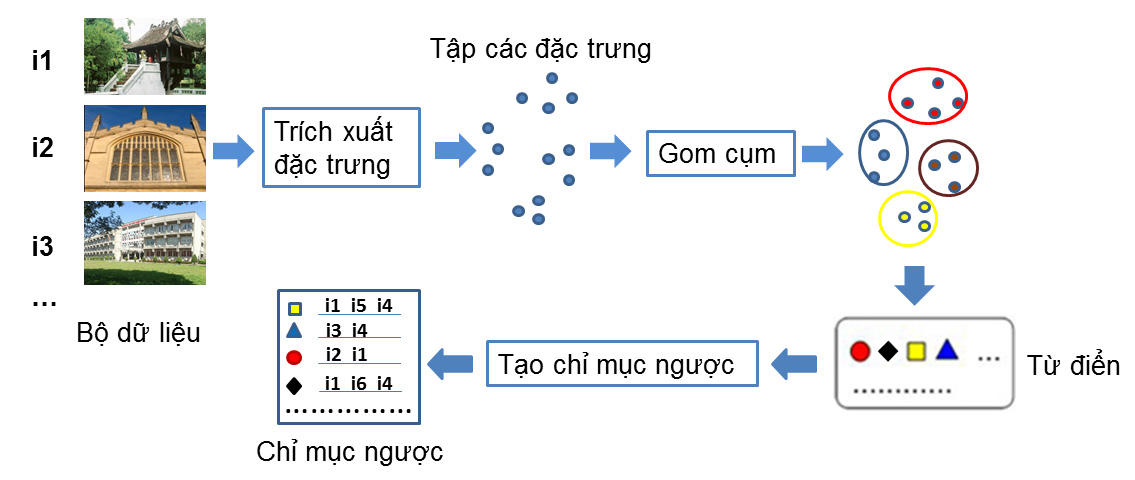 i1
i2
i3
...
Bộ dữ liệu
Trích xuất
đặc trưng
Tập các đặc trưng
Gom cụm
...
............
Từ điển
Tạo chỉ mục ngược
i1 i5 i4
i3 i4
i2 i1
i1 i6 i4
...............
Chỉ mục ngược